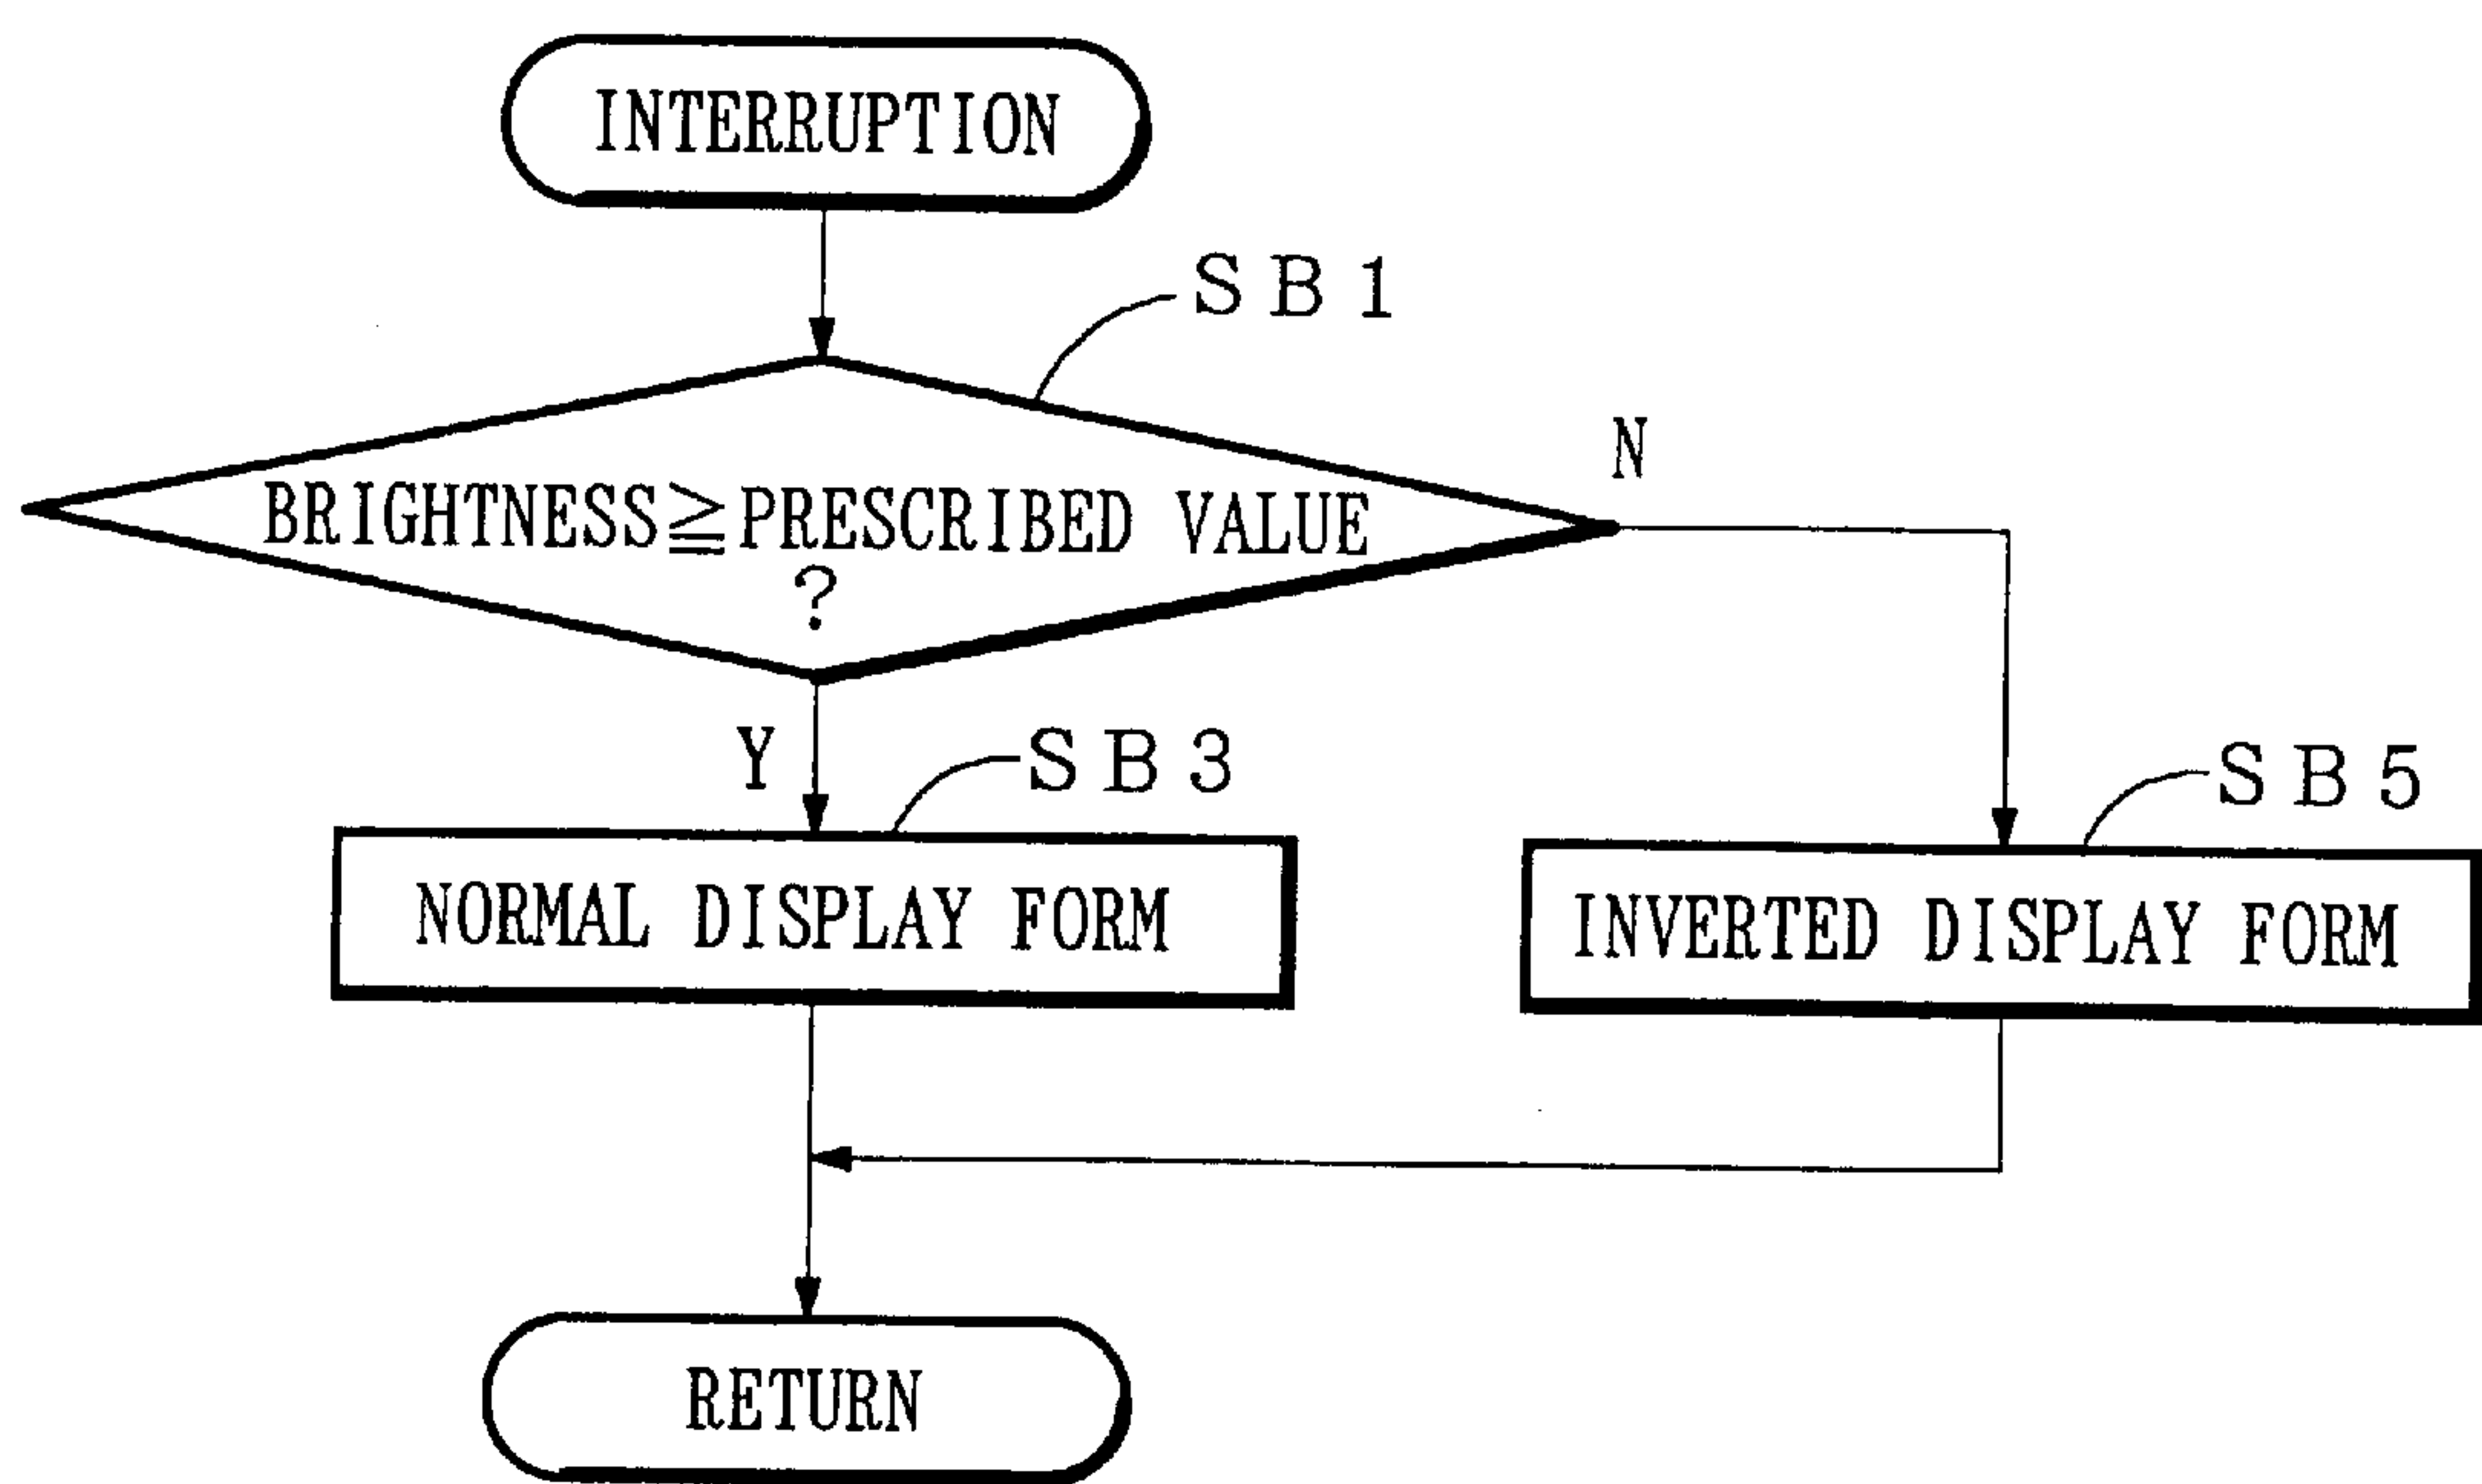 INTERRUPTION
SB1
N
BRIGHTNESS≧PRESCRIBED VALUE
?
Y
SB3
SB5
NORMAL DISPLAY FORM
INVERTED DISPLAY FORM
RETURN